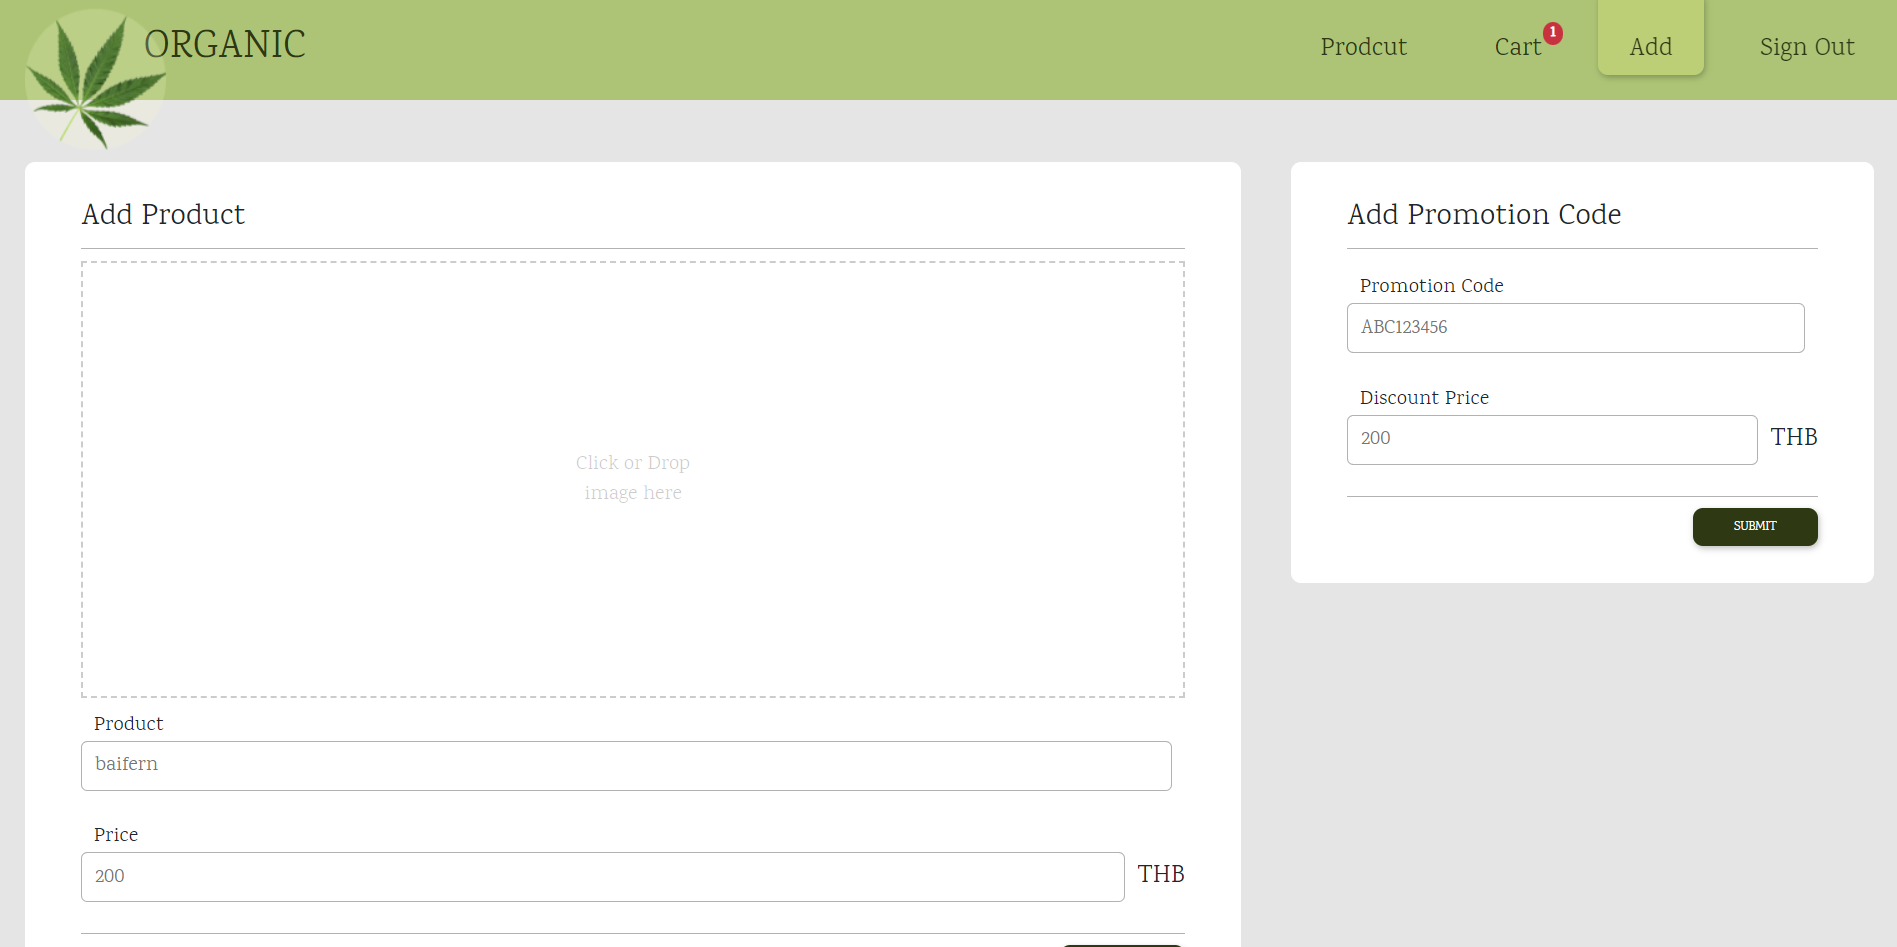 ORGANIC
Prodcut
Cart
1
Add
Sign Out
Add Product
Click or Drop
image here
Product
baifern
Price
200
THB
Add Promotion Code
Promotion Code
ABC123456
Discount Price
200
THB
SUBMIT